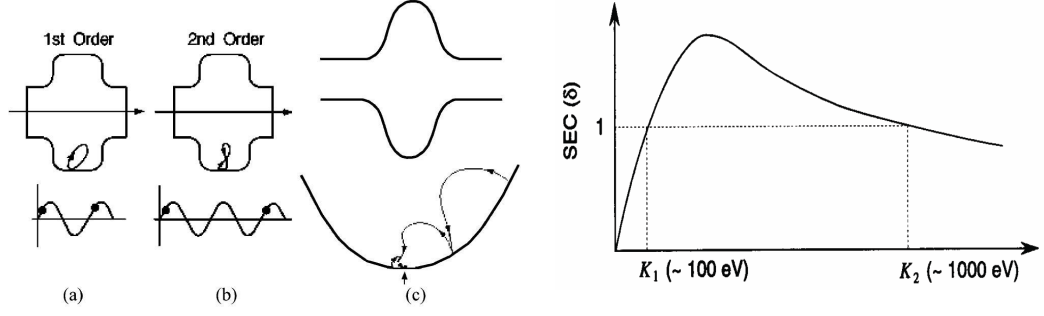 1st Order
2nd Order
(a)
(b)
(c)
SEC (δ)
1
K₁ (~ 100 eV)
K₂ (~ 1000 eV)